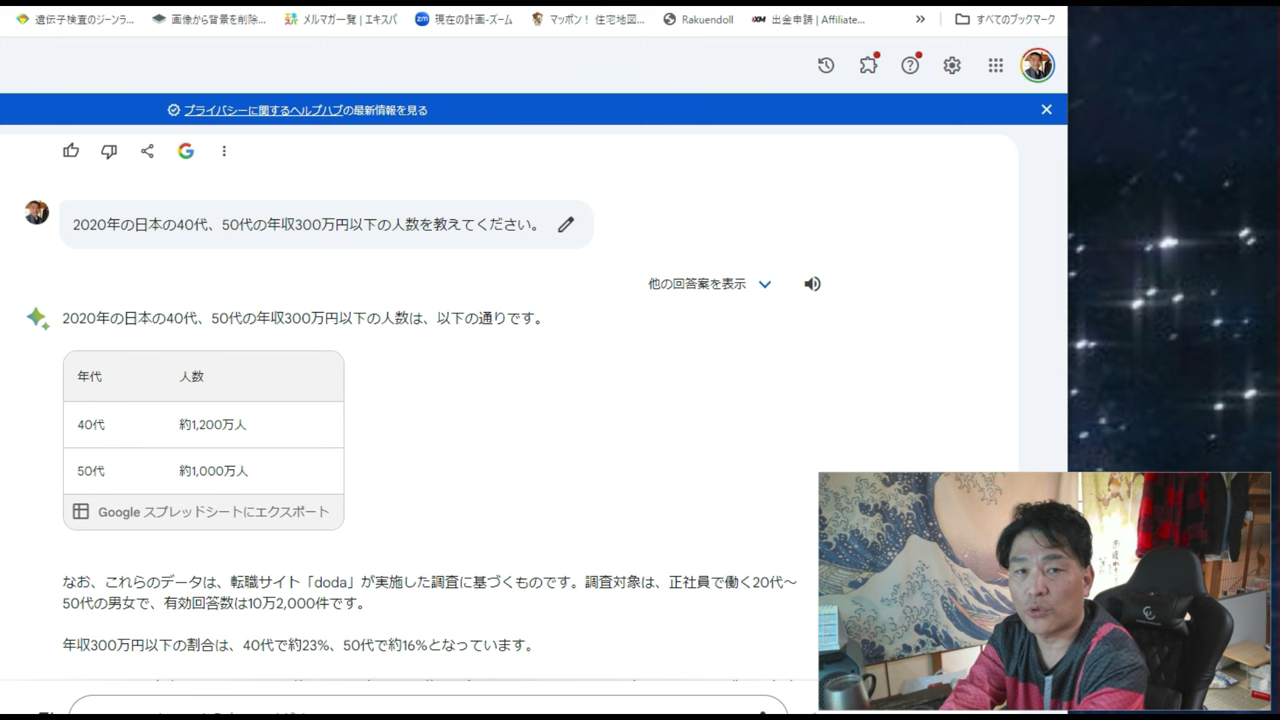 遺伝子検査のジーンラ...
画像から背景を削除...
メルマガ一覧 | エキスパ
zm 現在の計画-ズーム
マッポン! 住宅地図...
Rakuendoll
出金申請 | Affiliate...
»
すべてのブックマーク
プライバシーに関するヘルプハブの最新情報を見る
2020年の日本の40代、50代の年収300万円以下の人数を教えてください。
他の回答案を表示
2020年の日本の40代、50代の年収300万円以下の人数は、以下の通りです。
年代 人数
40代 約1,200万人
50代 約1,000万人
Google スプレッドシートにエクスポート
なお、これらのデータは、転職サイト「doda」が実施した調査に基づくものです。調査対象は、正社員で働く20代〜
50代の男女で、有効回答数は10万2,000件です。
年収300万円以下の割合は、40代で約23%、50代で約16%となっています。